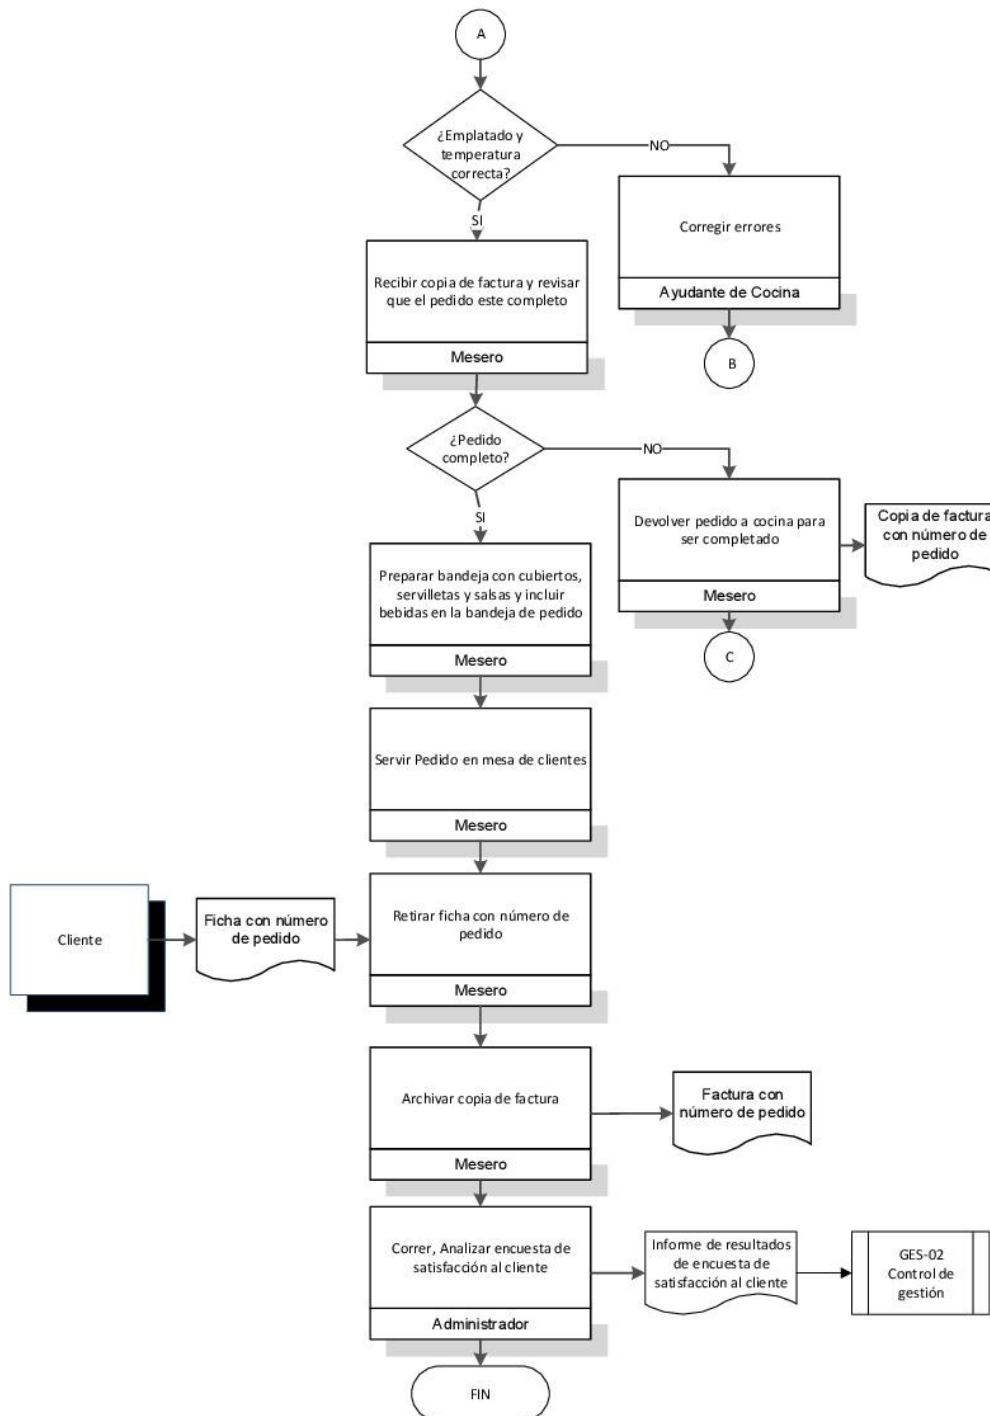 A
¿Emplatado y
temperatura
correcta?
NO
SI
Corregir errores
Ayudante de Cocina
B
Recibir copia de factura y revisar
que el pedido este completo
Mesero
¿Pedido
completo?
NO
SI
Devolver pedido a cocina para
ser completado
Mesero
C
Copia de factura
con número de
pedido
Preparar bandeja con cubiertos,
servilletas y salsas y incluir
bebidas en la bandeja de pedido
Mesero
Servir Pedido en mesa de clientes
Mesero
Cliente
Ficha con número
de pedido
Retirar ficha con número de
pedido
Mesero
Archivar copia de factura
Mesero
Factura con
número de pedido
Correr, Analizar encuesta de
satisfacción al cliente
Administrador
Informe de resultados
de encuesta de
satisfacción al cliente
GES-02
Control de
gestión
FIN